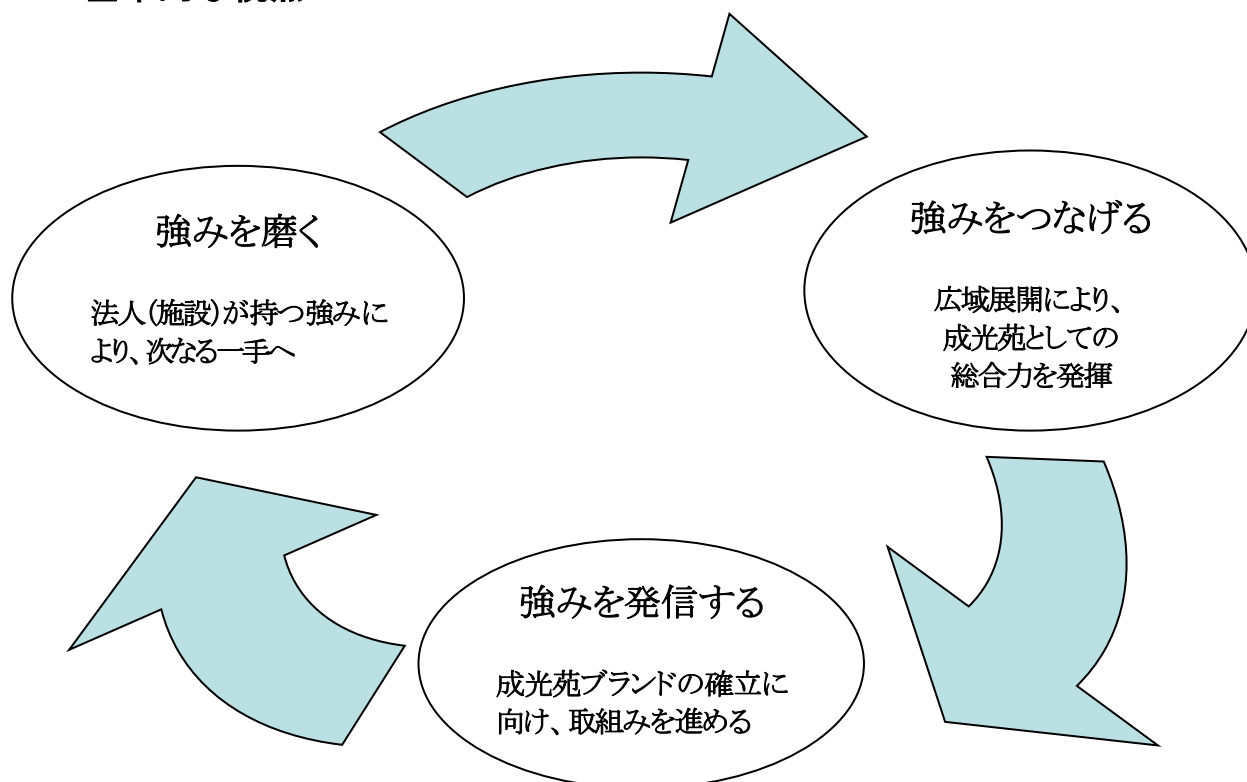 強みを磨く
法人(施設)が持つ強みに
より、次なる一手へ
強みをつなげる
広域展開により、
成光苑としての
総合力を発揮
強みを発信する
成光苑ブランドの確立に
向け、取組みを進める